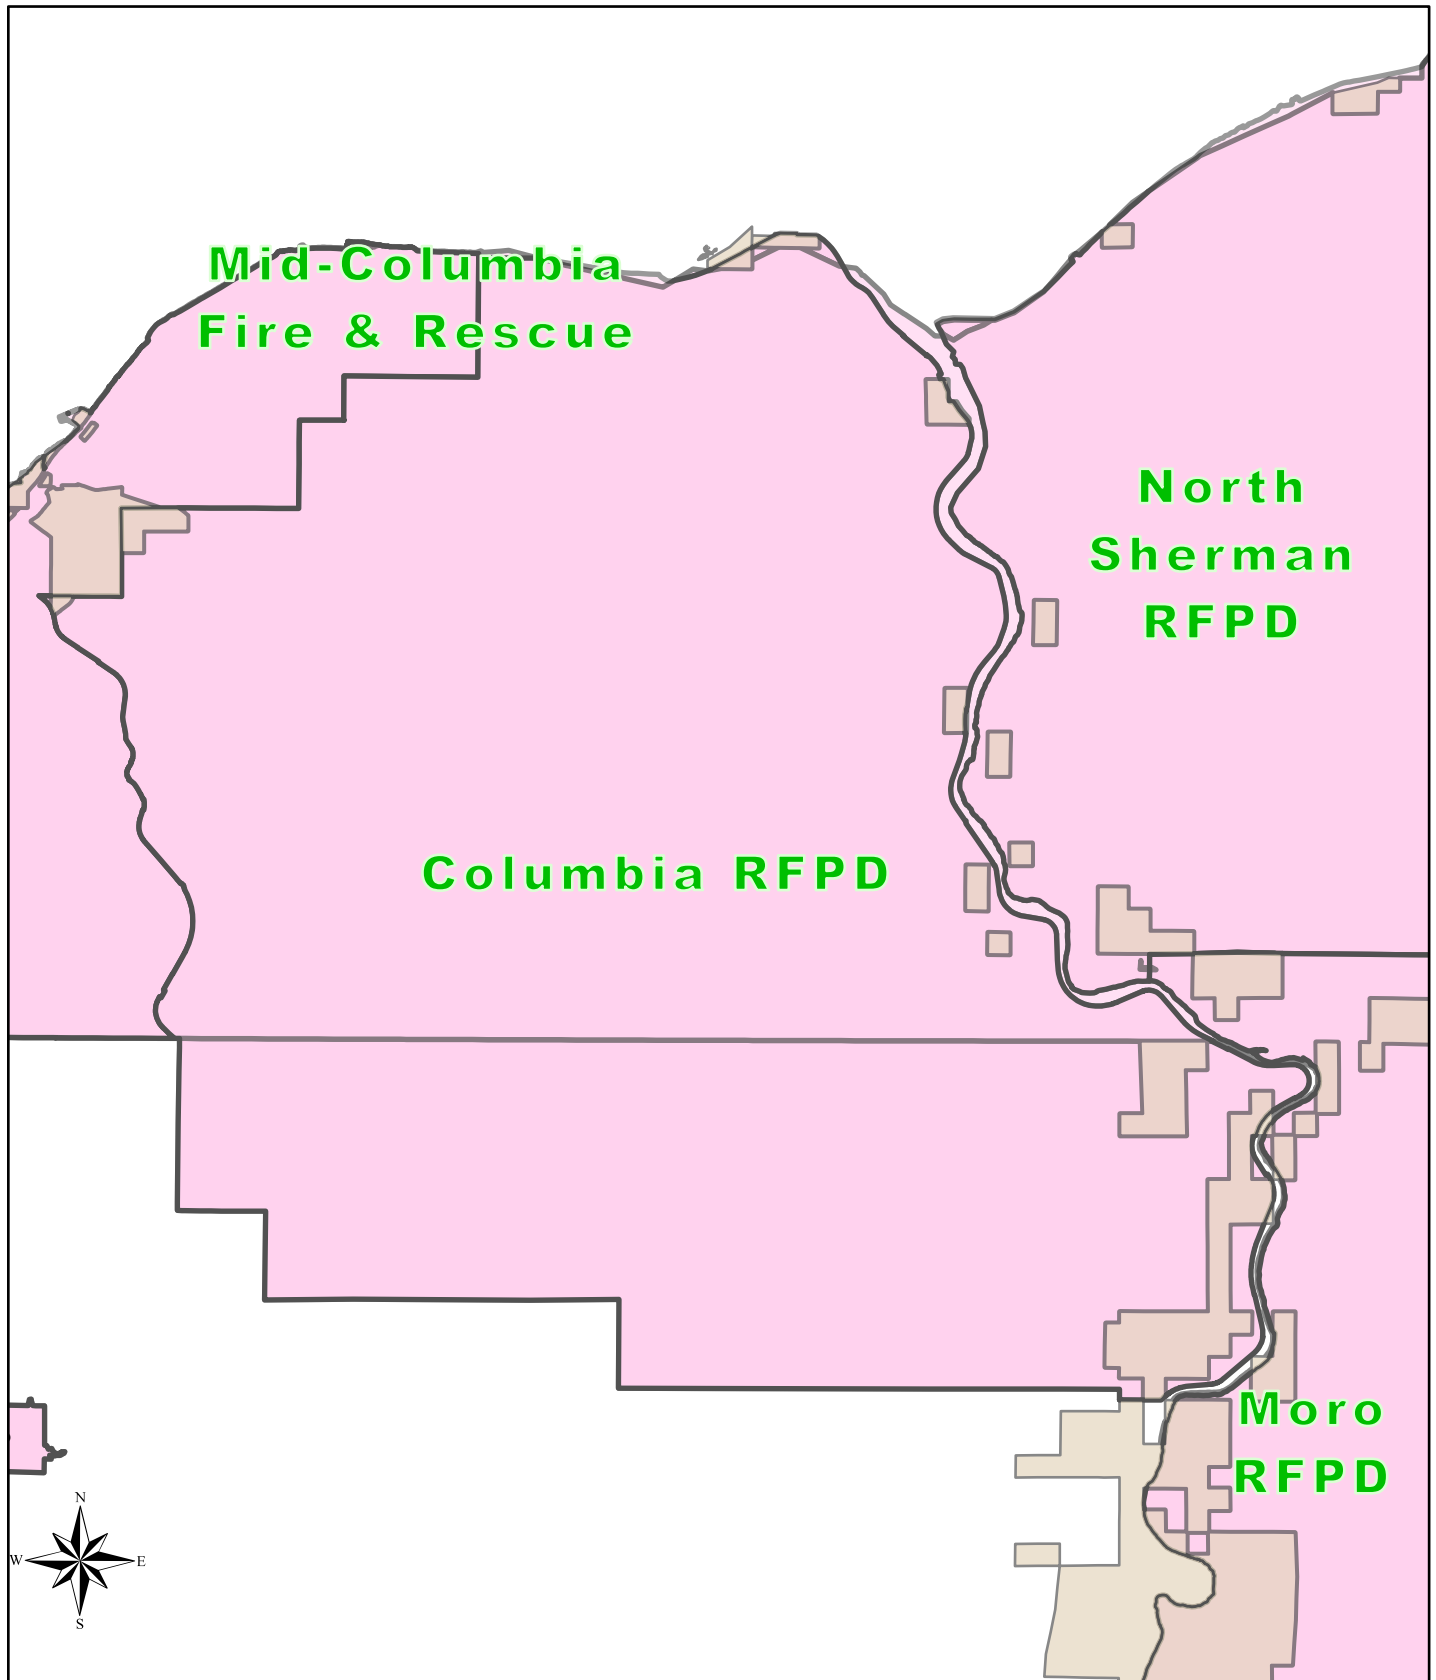 Mid-Columbia
Fire & Rescue
North
Sherman
RFPD
Columbia RFPD
Moro
RFPD
N
W E
S